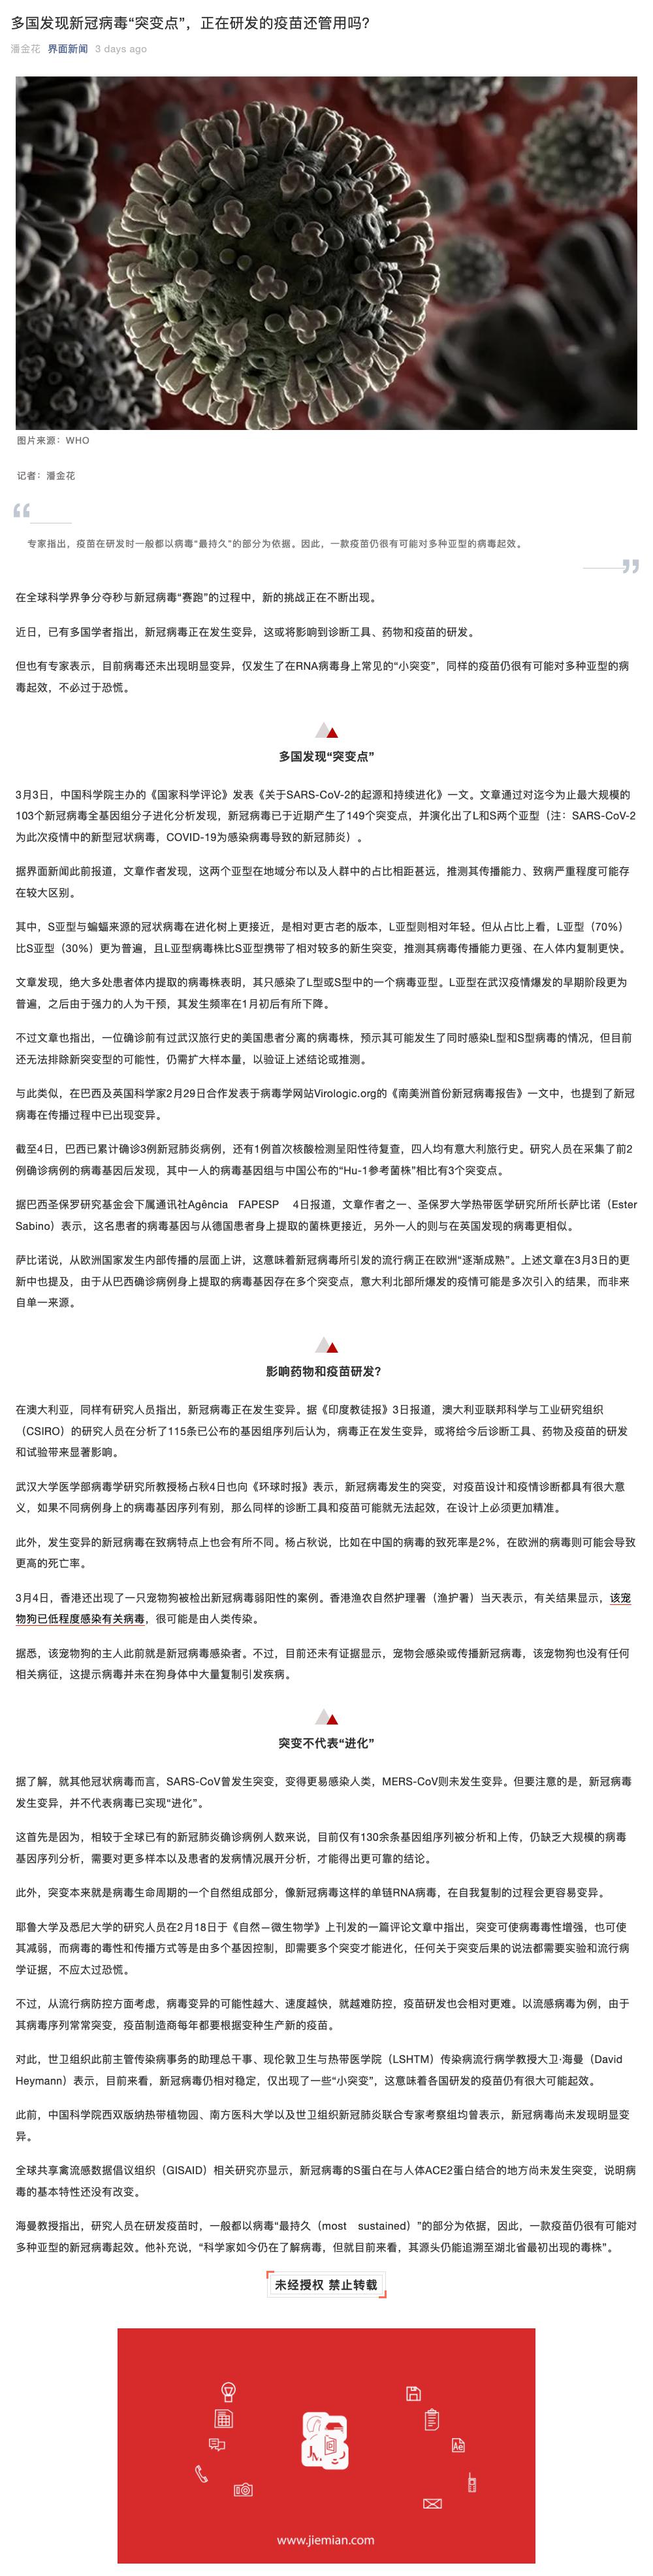 多国发现新冠病毒“突变点”，正在研发的疫苗还管用吗？
潘金花 界面新闻 3 days ago
图片来源：WHO
记者：潘金花
“
专家指出，疫苗在研发时一般都以病毒“最持久”的部分为依据。因此，一款疫苗仍很有可能对多种亚型的病毒起效。
”
在全球科学界争分夺秒与新冠病毒“赛跑”的过程中，新的挑战正在不断出现。
近日，已有多国学者指出，新冠病毒正在发生变异，这或将影响到诊断工具、药物和疫苗的研发。
但也有专家表示，目前病毒还未出现明显变异，仅发生了在RNA病毒身上常见的“小突变”，同样的疫苗仍很有可能对多种亚型的病
毒起效，不必过于恐慌。
多国发现“突变点”
3月3日，中国科学院主办的《国家科学评论》发表《关于SARS-CoV-2的起源和持续进化》一文。文章通过对迄今为止最大规模的
103个新冠病毒全基因组分子进化分析发现，新冠病毒已于近期产生了149个突变点，并演化出了L和S两个亚型（注：SARS-CoV-2
为此次疫情中的新型冠状病毒，COVID-19为感染病毒导致的新冠肺炎）。
据界面新闻此前报道，文章作者发现，这两个亚型在地域分布以及人群中的占比相距甚远，推测其传播能力、致病严重程度可能存
在较大区别。
其中，S亚型与蝙蝠来源的冠状病毒在进化树上更接近，是相对更古老的版本，L亚型则相对年轻。但从占比上看，L亚型（70%）
比S亚型（30%）更为普遍，且L亚型病毒株比S亚型携带了相对较多的新生突变，推测其病毒传播能力更强、在人体内复制更快。
文章发现，绝大多处患者体内提取的病毒株表明，其只感染了L型或S型中的一个病毒亚型。L亚型在武汉疫情爆发的早期阶段更为
普遍，之后由于强力的人为干预，其发生频率在1月初后有所下降。
不过文章也指出，一位确诊前有过武汉旅行史的美国患者分离的病毒株，预示其可能发生了同时感染L型和S型病毒的情况，但目前
还无法排除新突变型的可能性，仍需扩大样本量，以验证上述结论或推测。
与此类似，在巴西及英国科学家2月29日合作发表于病毒学网站Virologic.org的《南美洲首份新冠病毒报告》一文中，也提到了新冠
病毒在传播过程中已出现变异。
截至4日，巴西已累计确诊3例新冠肺炎病例，还有1例首次核酸检测呈阳性待复查，四人均有意大利旅行史。研究人员在采集了前2
例确诊病例的病毒基因后发现，其中一人的病毒基因组与中国公布的“Hu-1参考菌株”相比有3个突变点。
据巴西圣保罗研究基金会下属通讯社Agência FAPESP 4日报道，文章作者之一、圣保罗大学热带医学研究所所长萨比诺（Ester
Sabino）表示，这名患者的病毒基因与从德国患者身上提取的菌株更接近，另外一人的则与在英国发现的病毒更相似。
萨比诺说，从欧洲国家发生内部传播的层面上讲，这意味着新冠病毒所引发的流行病正在欧洲“逐渐成熟”。上述文章在3月3日的更
新中也提及，由于从巴西确诊病例身上提取的病毒基因存在多个突变点，意大利北部所爆发的疫情可能是多次引入的结果，而非来
自单一来源。
影响药物和疫苗研发？
在澳大利亚，同样有研究人员指出，新冠病毒正在发生变异。据《印度教徒报》3日报道，澳大利亚联邦科学与工业研究组织
（CSIRO）的研究人员在分析了115条已公布的基因组序列后认为，病毒正在发生变异，或将给今后诊断工具、药物及疫苗的研发
和试验带来显著影响。
武汉大学医学部病毒学研究所教授杨占秋4日也向《环球时报》表示，新冠病毒发生的突变，对疫苗设计和疫情诊断都具有很大意
义，如果不同病例身上的病毒基因序列有别，那么同样的诊断工具和疫苗可能就无法起效，在设计上必须更加精准。
此外，发生变异的新冠病毒在致病特点上也会有所不同。杨占秋说，比如在中国的病毒的致死率是2%，在欧洲的病毒则可能会导致
更高的死亡率。
3月4日，香港还出现了一只宠物狗被检出新冠病毒弱阳性的案例。香港渔农自然护理署（渔护署）当天表示，有关结果显示，该宠
物狗已低程度感染有关病毒，很可能是由人类传染。
据悉，该宠物狗的主人此前就是新冠病毒感染者。不过，目前还未有证据显示，宠物会感染或传播新冠病毒，该宠物狗也没有任何
相关病征，这提示病毒并未在狗身体中大量复制引发疾病。
突变不代表“进化”
据了解，就其他冠状病毒而言，SARS-CoV曾发生突变，变得更易感染人类，MERS-CoV则未发生变异。但要注意的是，新冠病毒
发生变异，并不代表病毒已实现“进化”。
这首先是因为，相较于全球已有的新冠肺炎确诊病例人数来说，目前仅有130余条基因组序列被分析和上传，仍缺乏大规模的病毒
基因序列分析，需要对更多样本以及患者的发病情况展开分析，才能得出更可靠的结论。
此外，突变本来就是病毒生命周期的一个自然组成部分，像新冠病毒这样的单链RNA病毒，在自我复制的过程会更容易变异。
耶鲁大学及悉尼大学的研究人员在2月18日于《自然—微生物学》上刊发的一篇评论文章中指出，突变可使病毒毒性增强，也可使
其减弱，而病毒的毒性和传播方式等是由多个基因控制，即需要多个突变才能进化，任何关于突变后果的说法都需要实验和流行病
学证据，不应太过恐慌。
不过，从流行病防控方面考虑，病毒变异的可能性越大、速度越快，就越难防控，疫苗研发也会相对更难。以流感病毒为例，由于
其病毒序列常常突变，疫苗制造商每年都要根据变种生产新的疫苗。
对此，世卫组织此前主管传染病事务的助理总干事、现伦敦卫生与热带医学院（LSHTM）传染病流行病学教授大卫·海曼（David
Heymann）表示，目前来看，新冠病毒仍相对稳定，仅出现了一些“小突变”，这意味着各国研发的疫苗仍有很大可能起效。
此前，中国科学院西双版纳热带植物园、南方医科大学以及世卫组织新冠肺炎联合专家考察组均曾表示，新冠病毒尚未发现明显变
异。
全球共享禽流感数据倡议组织（GISAID）相关研究亦显示，新冠病毒的S蛋白在与人体ACE2蛋白结合的地方尚未发生突变，说明病
毒的基本特性还没有改变。
海曼教授指出，研究人员在研发疫苗时，一般都以病毒“最持久（most sustained）”的部分为依据，因此，一款疫苗仍很有可能对
多种亚型的新冠病毒起效。他补充说，“科学家如今仍在了解病毒，但就目前来看，其源头仍能追溯至湖北省最初出现的毒株”。
未经授权 禁止转载
Ae
www.jiemian.com